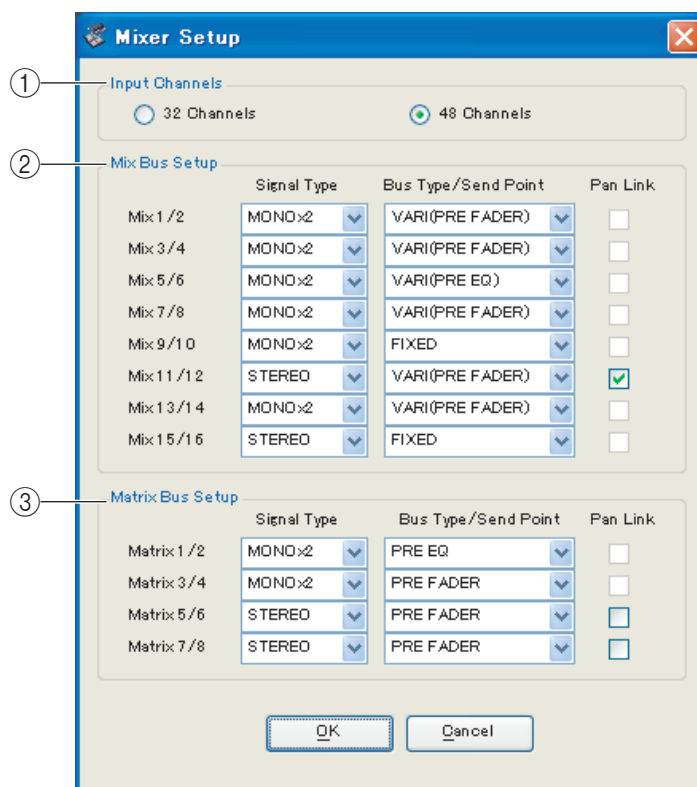 Mixer Setup
① Input Channels
32 Channels 48 Channels
② Mix Bus Setup
Signal Type Bus Type/Send Point Pan Link
Mix 1/2 MONOx2 VARI(PRE FADER)
Mix 3/4 MONOx2 VARI(PRE FADER)
Mix 5/6 MONOx2 VARI(PRE EQ)
Mix 7/8 MONOx2 VARI(PRE FADER)
Mix 9/10 MONOx2 FIXED
Mix 11/12 STEREO VARI(PRE FADER)
Mix 13/14 MONOx2 VARI(PRE FADER)
Mix 15/16 STEREO FIXED
③ Matrix Bus Setup
Signal Type Bus Type/Send Point Pan Link
Matrix 1/2 MONOx2 PRE EQ
Matrix 3/4 MONOx2 PRE FADER
Matrix 5/6 STEREO PRE FADER
Matrix 7/8 STEREO PRE FADER
OK Cancel